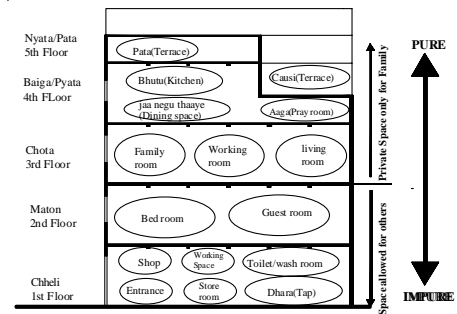 Nyata/Pata
5th Floor
Pata(Terrace)
PURE
Baiga/Pyata
4th FLoor
Bhutu(Kitchen)
Causi(Terrace)
jaa negu thaaye
(Dining space)
Aaga(Pray room)
Private Space only for Family
Chota
3rd Floor
Family
room
Working
room
living
room
Maton
2nd Floor
Bed room
Guest room
Space allowed for others
Chheli
1st Floor
Shop
Working
Space
Toilet/wash room
Entrance
Store
room
Dhara(Tap)
IMPURE